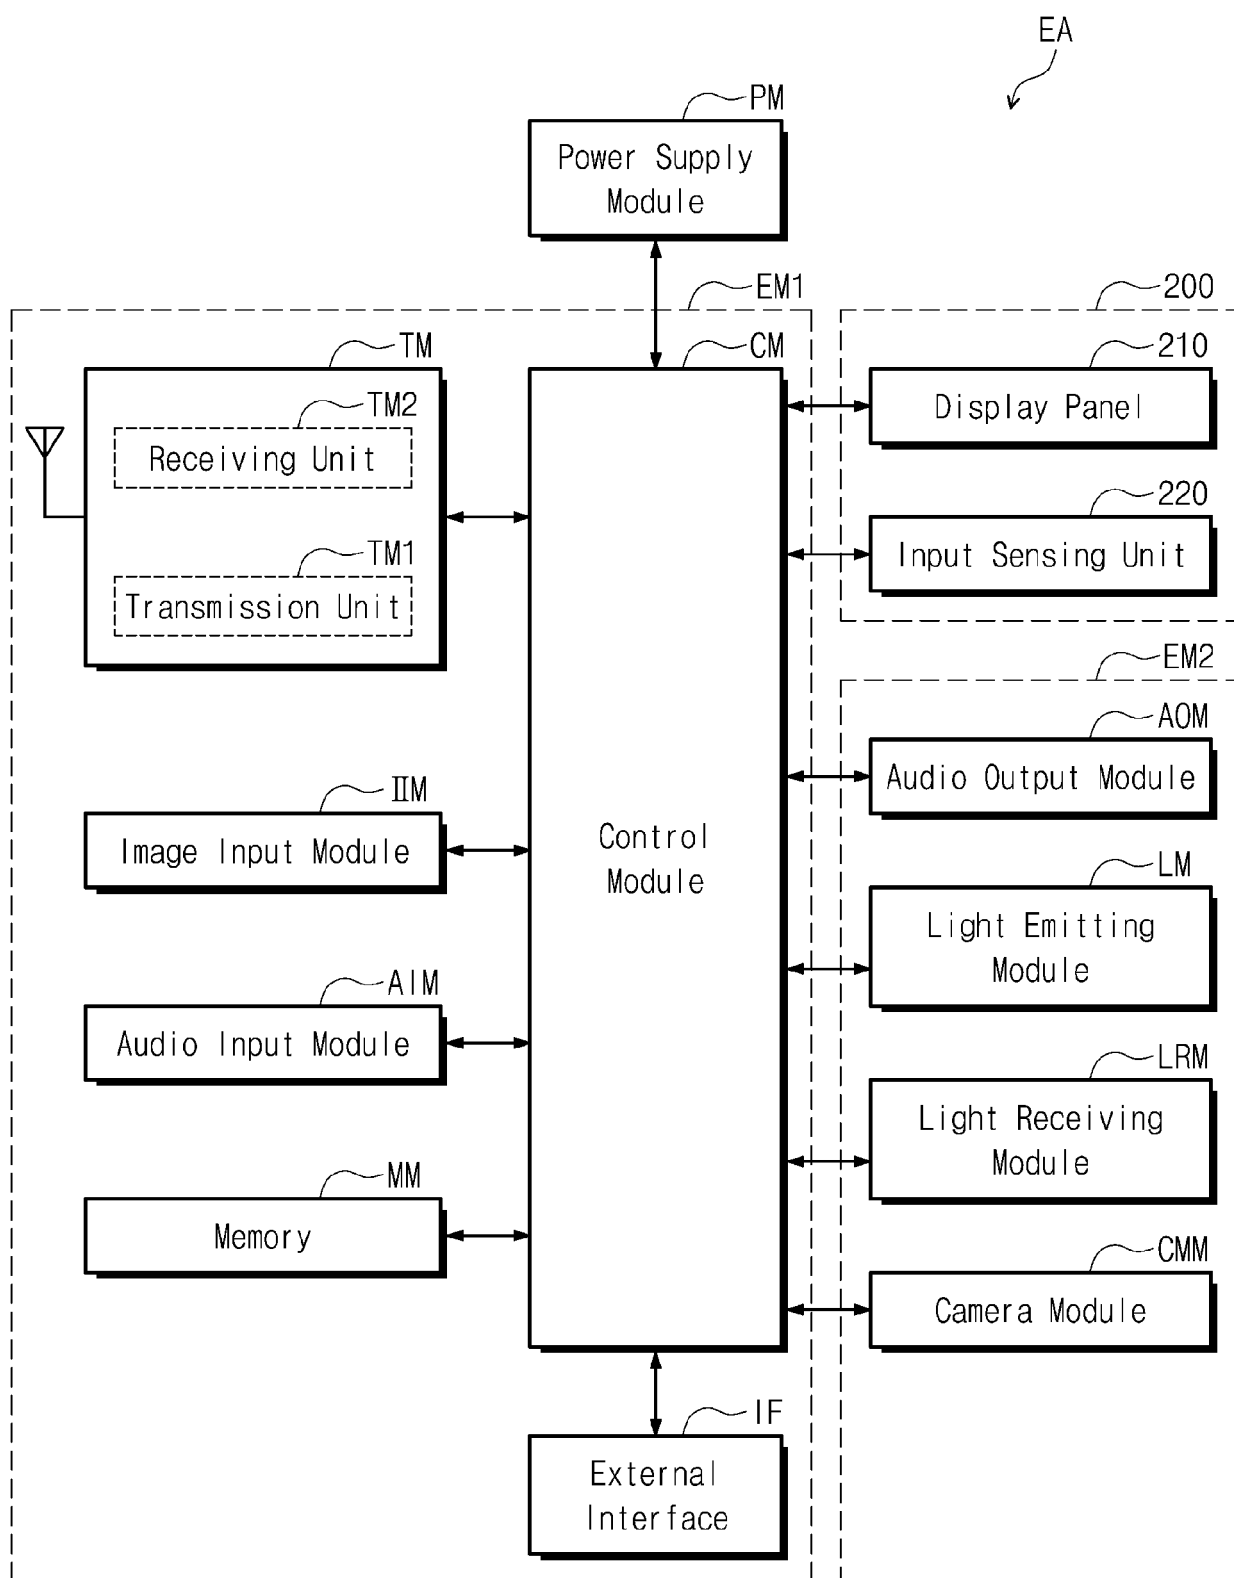 EA
PM
Power Supply
Module
EM1
200
TM
CM
210
TM2
Receiving Unit
Display Panel
220
TM1
Input Sensing Unit
Transmission Unit
EM2
AOM
Audio Output Module
IIM
Image Input Module
Control
Module
LM
Light Emitting
Module
AIM
Audio Input Module
LRM
Light Receiving
Module
MM
Memory
CMM
Camera Module
IF
External
Interface